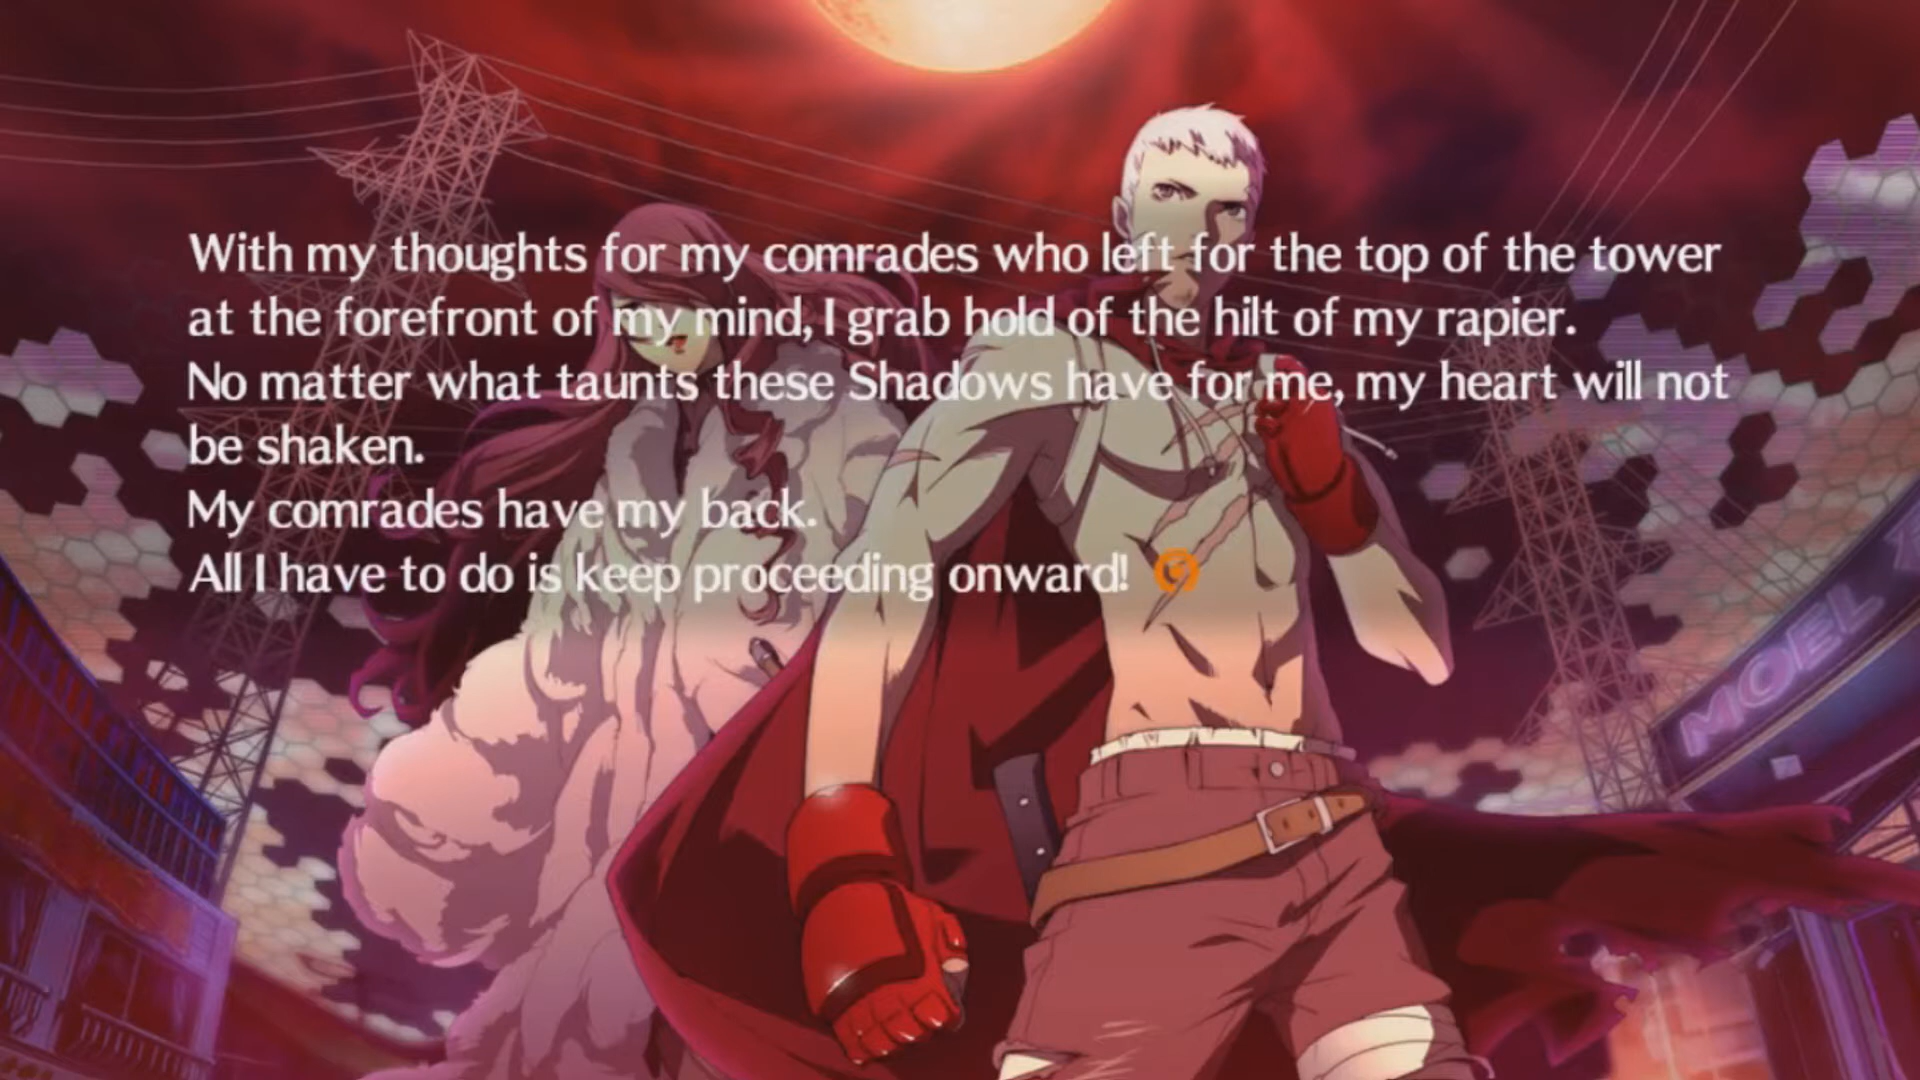 With my thoughts for my comrades who left for the top of the tower
at the forefront of my mind, I grab hold of the hilt of my rapier.
No matter what taunts these Shadows have for me, my heart will not
be shaken.
My comrades have my back.
All I have to do is keep proceeding onward!
MOEL